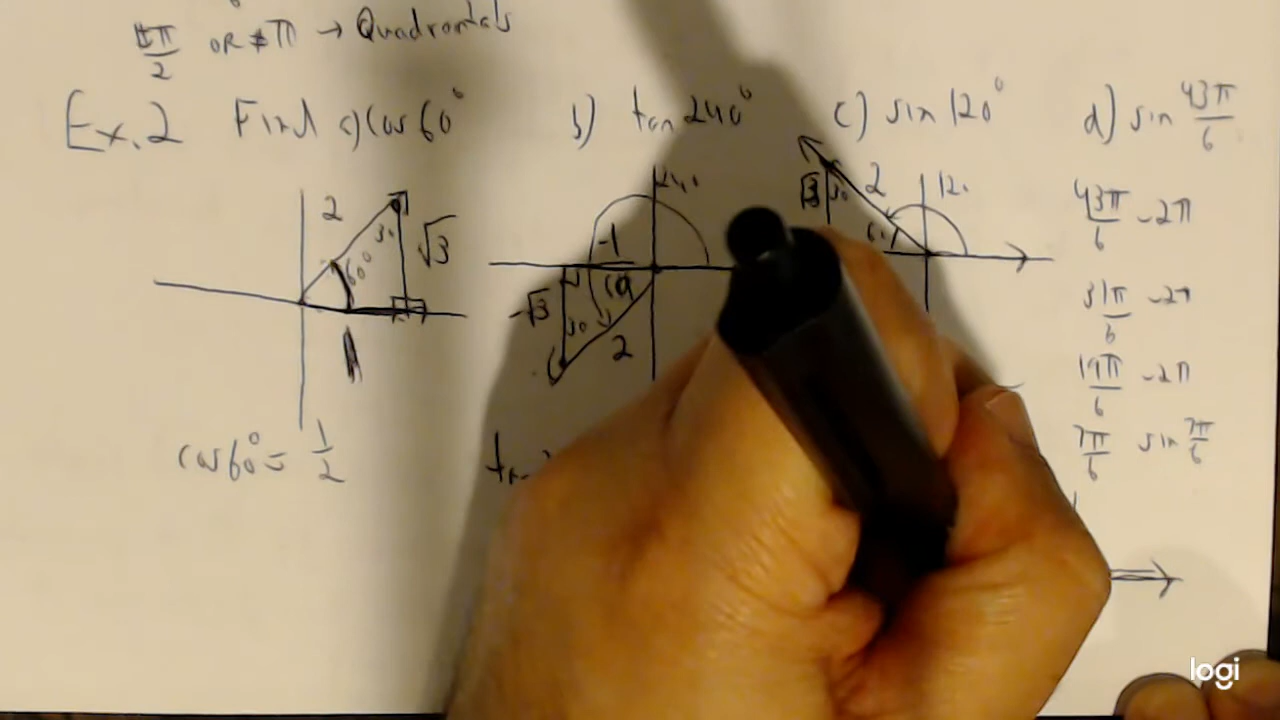 2
OR π → Quadrantals
Ex.2 Find a) cos 60° b) tan 240° c) sin 120° d) sin 43π/6
2 30 60° √3 1
cos 60° = 1/2
240 -1 60 -√3 30 2
120 √3 30 2 60
43π/6 - 2π
31π/6 - 2π
19π/6 - 2π
7π/6 sin 7π/6
logi